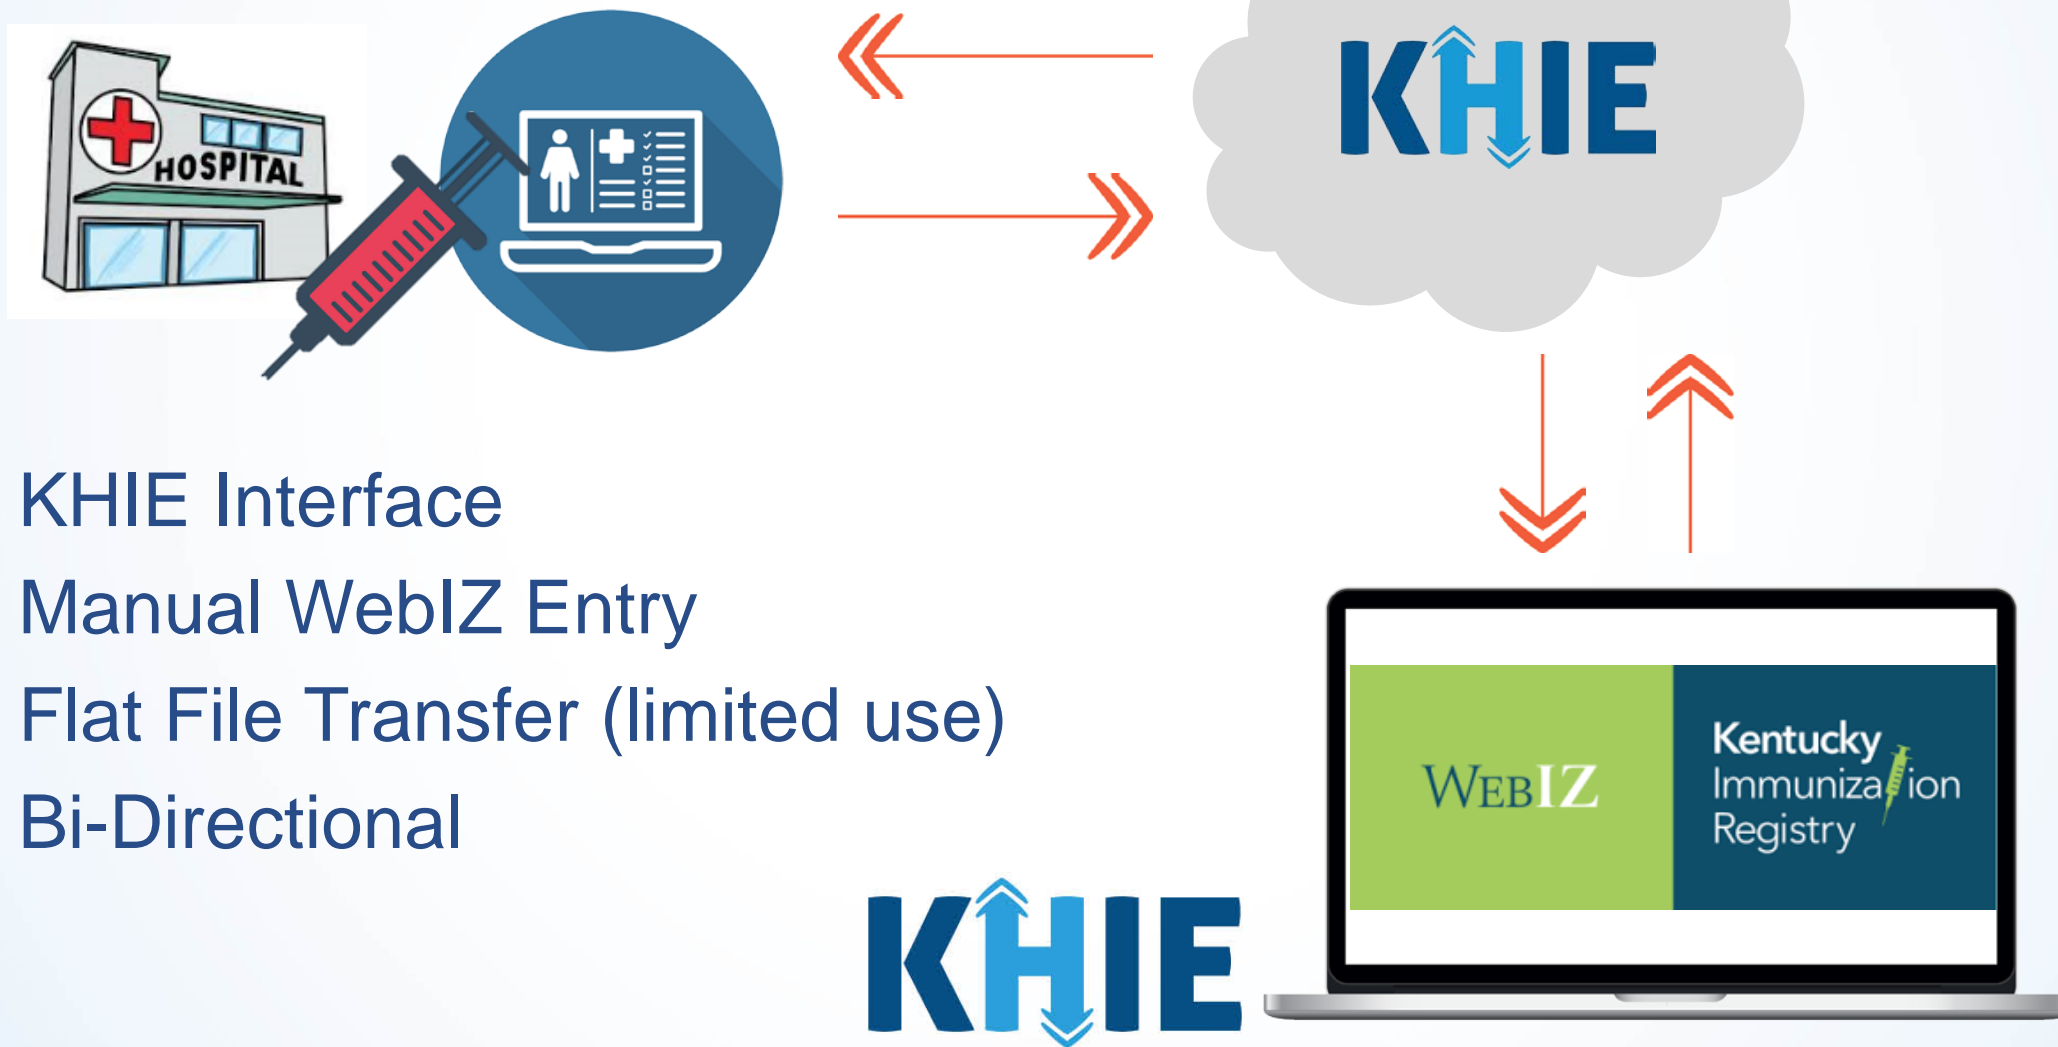 HOSPITAL
KHIE
KHIE Interface
Manual WebIZ Entry
Flat File Transfer (limited use)
Bi-Directional
WEBIZ
Kentucky
Immunization
Registry
KHIE